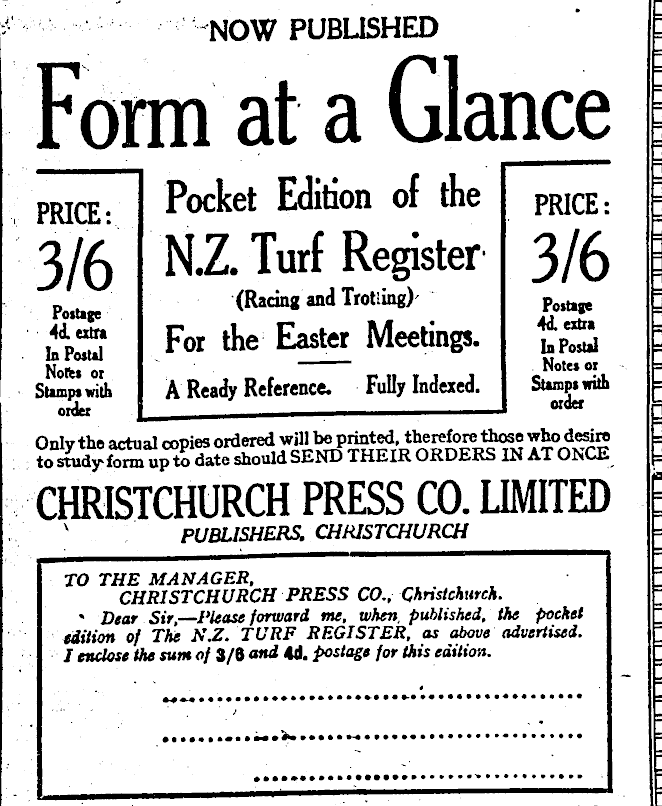 NOW PUBLISHED
Form at a Glance
PRICE:
3/6
Postage
4d. extra
In Postal
Notes or
Stamps with
order
Pocket Edition of the
N.Z. Turf Register
(Racing and Trotting)
For the Easter Meetings.
A Ready Reference. Fully Indexed.
PRICE:
3/6
Postage
4d. extra
In Postal
Notes or
Stamps with
order
Only the actual copies ordered will be printed, therefore those who desire
to study form up to date should SEND THEIR ORDERS IN AT ONCE
CHRISTCHURCH PRESS CO. LIMITED
PUBLISHERS, CHRISTCHURCH
TO THE MANAGER,
CHRISTCHURCH PRESS CO., Christchurch.
Dear Sir,—Please forward me, when published, the pocket
edition of The N.Z. TURF REGISTER, as above advertised.
I enclose the sum of 3/6 and 4d. postage for this edition.